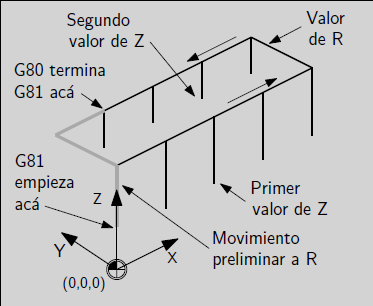 Segundo
valor de Z
Valor
de R
G80 termina
G81 acá
G81
empieza
acá
Z
Primer
valor de Z
Movimiento
preliminar a R
Y
X
(0,0,0)